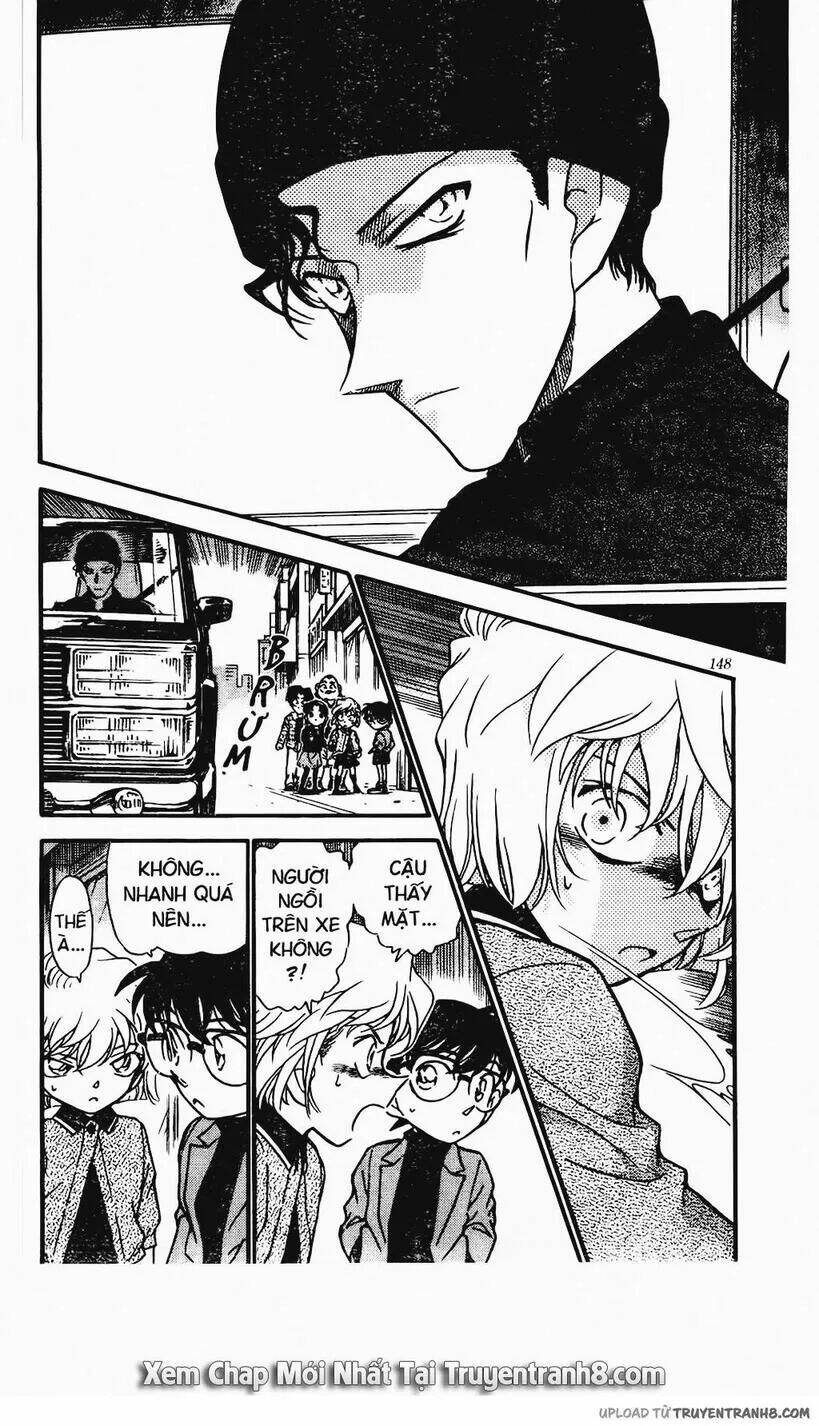 148
BRỪM
CẬU
THẤY
MẶT...
NGƯỜI
NGỒI
TRÊN XE
KHÔNG
?!
KHÔNG...
NHANH QUÁ
NÊN...
THẾ
À...
Xem Chap Mới Nhất Tại Truyentranh8.com
UPLOAD TỪ TRUYENTRANH8.COM